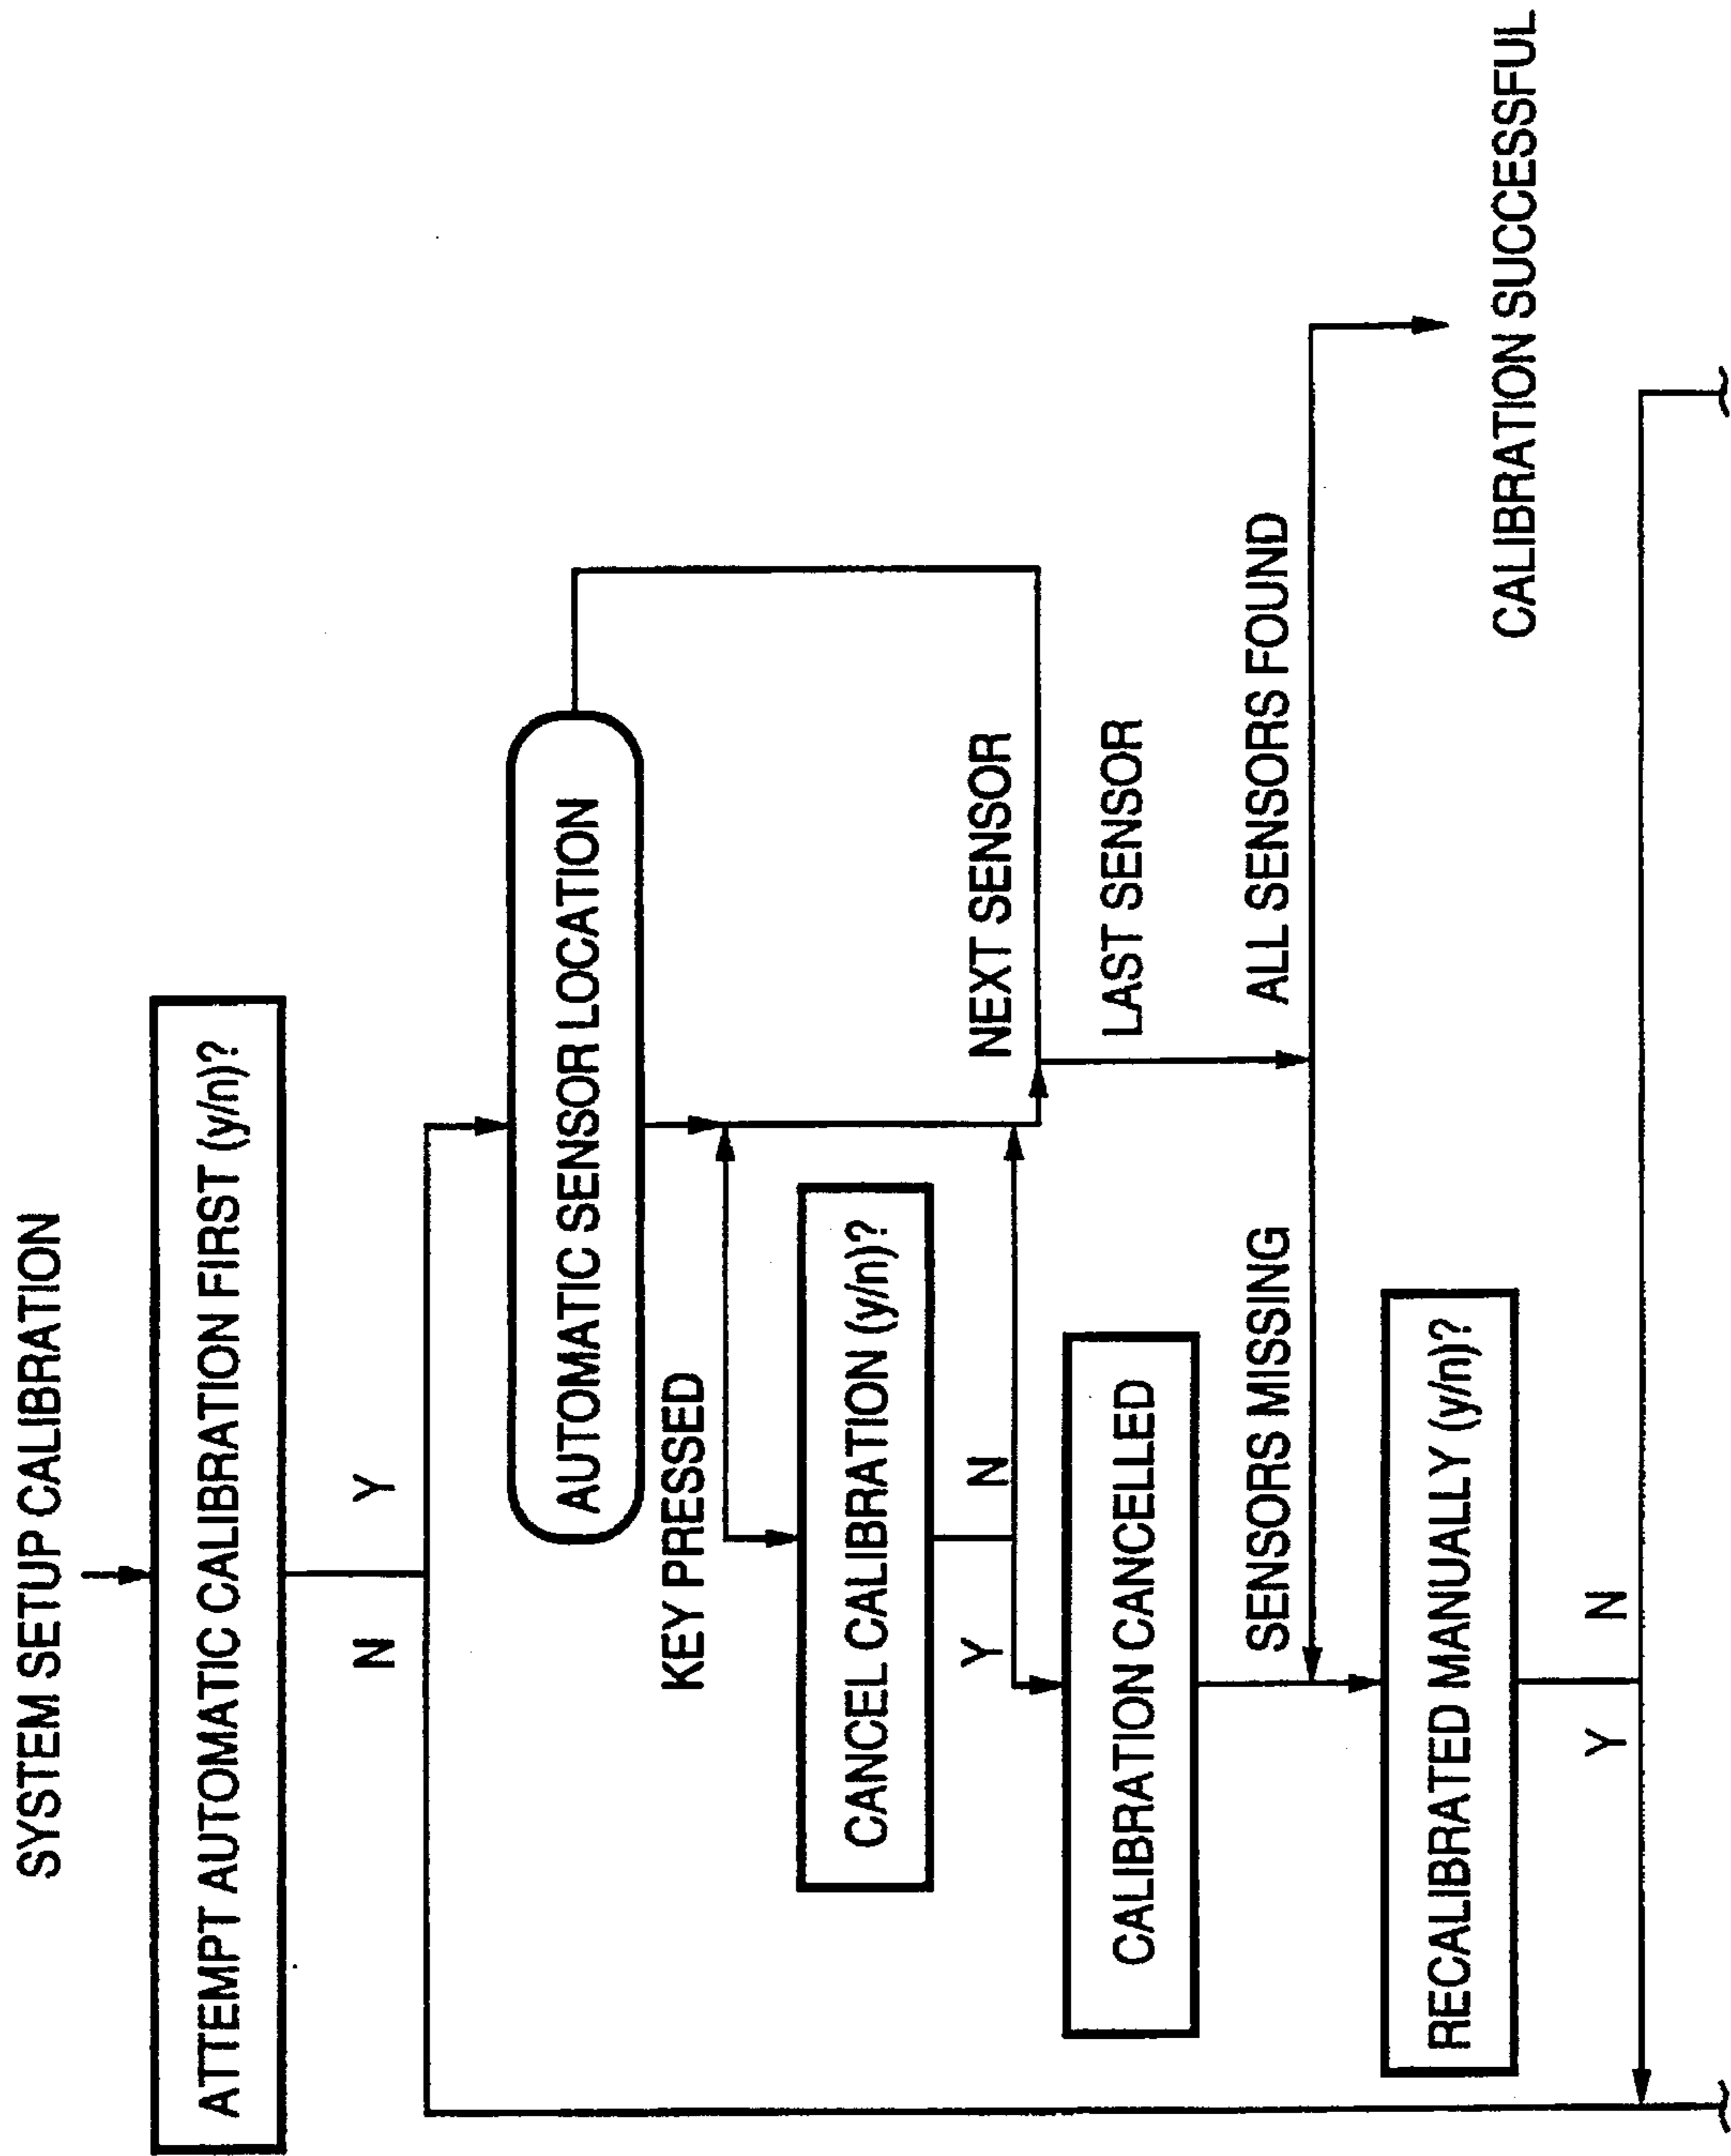 SYSTEM SETUP CALIBRATION
ATTEMPT AUTOMATIC CALIBRATION FIRST (y/n)?
N
Y
AUTOMATIC SENSOR LOCATION
KEY PRESSED
CANCEL CALIBRATION (y/n)?
Y
N
NEXT SENSOR
CALIBRATION CANCELLED
LAST SENSOR
SENSORS MISSING
ALL SENSORS FOUND
RECALIBRATED MANUALLY (y/n)?
CALIBRATION SUCCESSFUL
Y
N